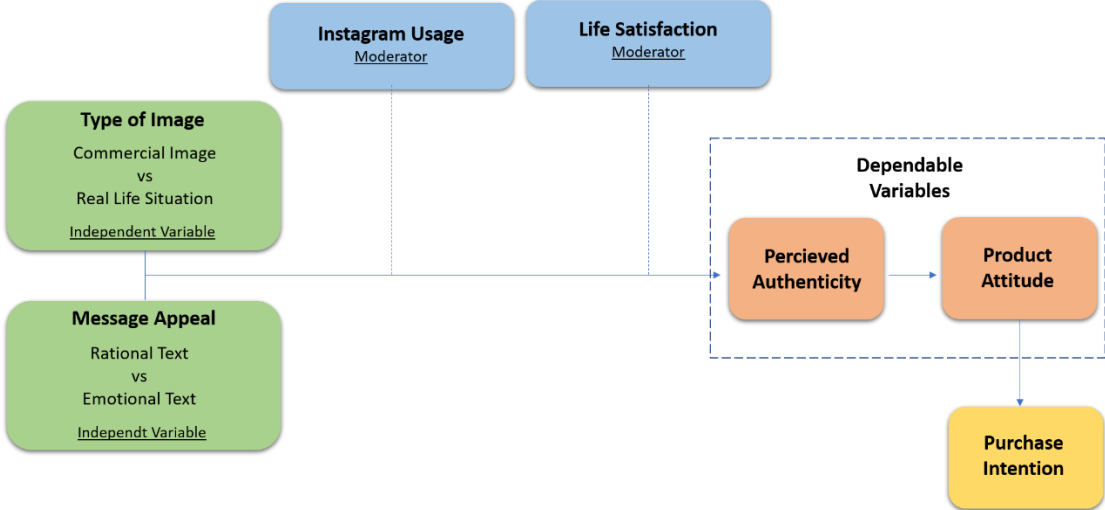 Instagram Usage
Moderator
Life Satisfaction
Moderator
Type of Image
Commercial Image
vs
Real Life Situation
Independent Variable
Message Appeal
Rational Text
vs
Emotional Text
Independt Variable
Dependable
Variables
Percieved
Authenticity
Product
Attitude
Purchase
Intention